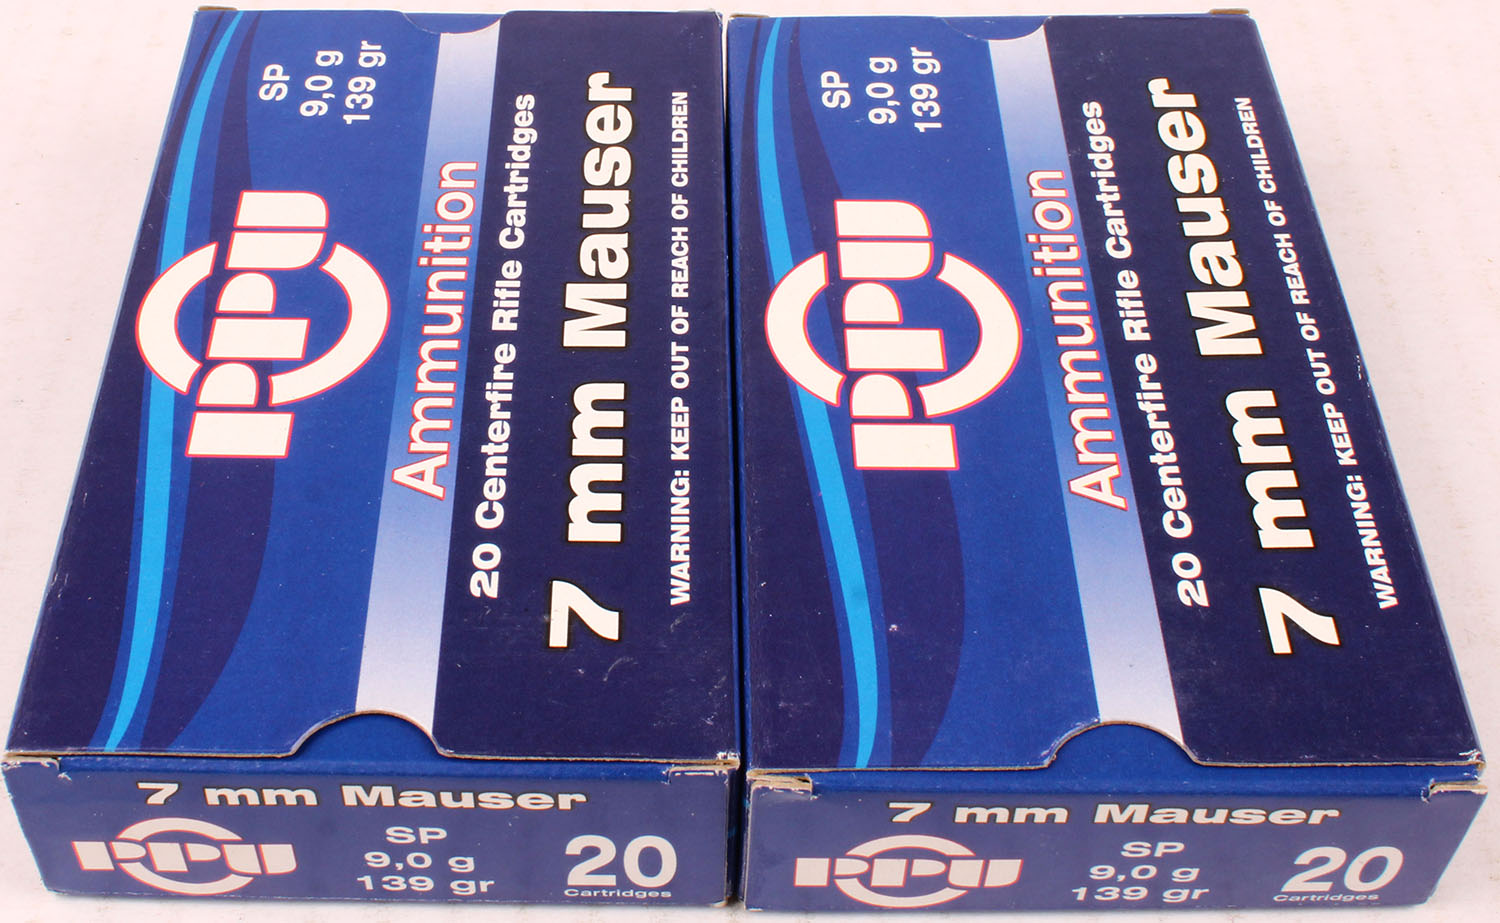 SP
9,0 g
139 gr
PPU
Ammunition
20 Centerfire Rifle Cartridges
7 mm Mauser
WARNING: KEEP OUT OF REACH OF CHILDREN
7 mm Mauser
PPU
SP
9,0 g
139 gr
20
Cartridges
SP
9,0 g
139 gr
PPU
Ammunition
20 Centerfire Rifle Cartridges
7 mm Mauser
WARNING: KEEP OUT OF REACH OF CHILDREN
7 mm Mauser
PPU
SP
9,0 g
139 gr
20
Cartridges